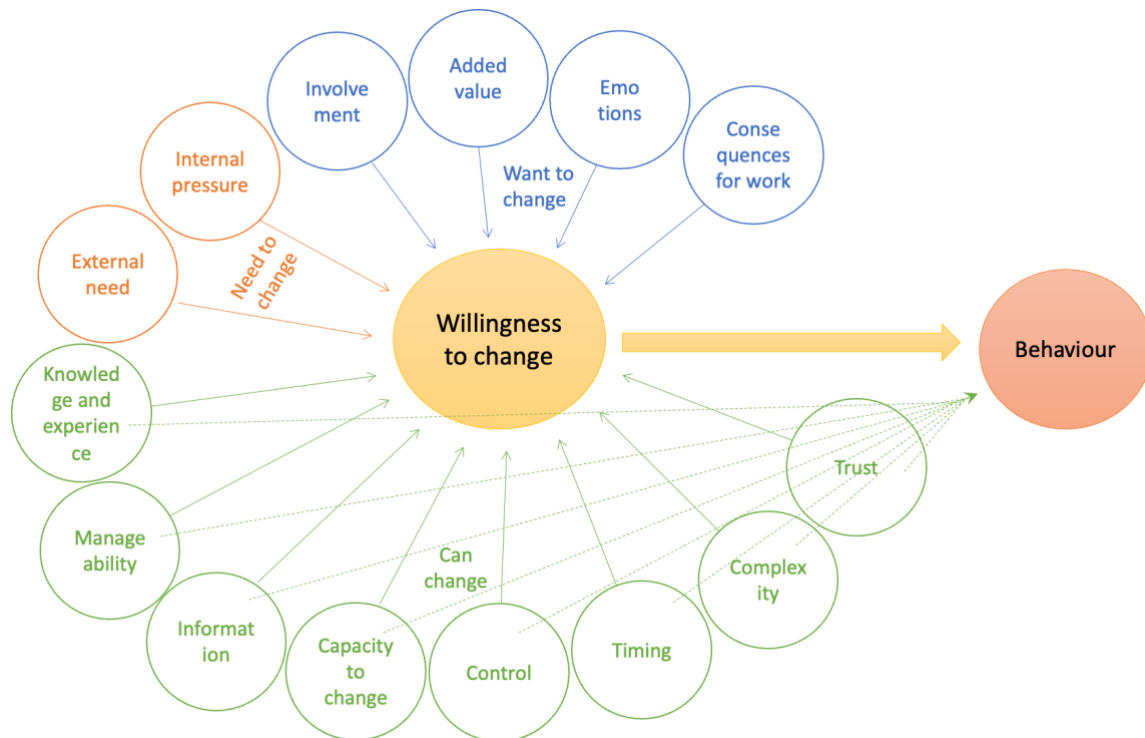 Involve
ment
Added
value
Emo
tions
Conse
quences
for work
Internal
pressure
Want to
change
External
need
Need to
change
Willingness
to change
Behaviour
Knowled
ge and
experien
ce
Trust
Manage
ability
Can
change
Complex
ity
Informat
ion
Capacity
to
change
Control
Timing